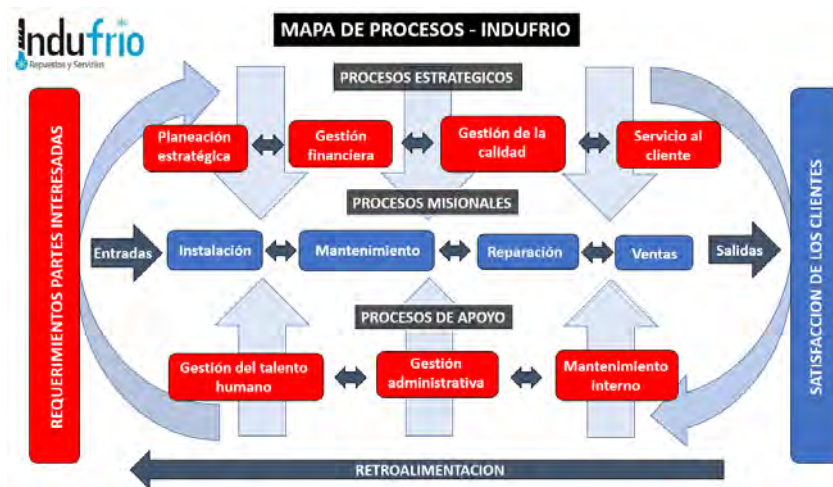 Indufrio
Repuestos y Servicios
MAPA DE PROCESOS - INDUFRIO
PROCESOS ESTRATEGICOS
Planeación
estratégica
Gestión
financiera
Gestión de la
calidad
Servicio al
cliente
REQUERIMIENTOS PARTES INTERESADAS
PROCESOS MISIONALES
Entradas
Instalación
Mantenimiento
Reparación
Ventas
Salidas
SATISFACCION DE LOS CLIENTES
PROCESOS DE APOYO
Gestión del talento
humano
Gestión
administrativa
Mantenimiento
interno
RETROALIMENTACION